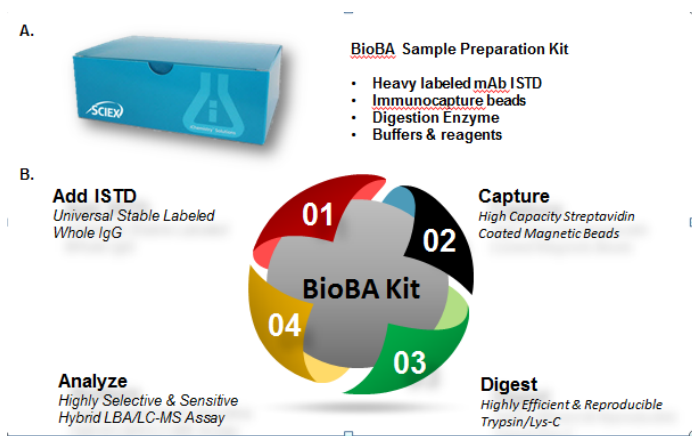 A.
SCIEX
Chemistry Solutions
BioBA Sample Preparation Kit
• Heavy labeled mAb ISTD
• Immunocapture beads
• Digestion Enzyme
• Buffers & reagents
B.
Add ISTD
Universal Stable Labeled
Whole IgG
01
Capture
High Capacity Streptavidin
Coated Magnetic Beads
02
BioBA Kit
04
03
Analyze
Highly Selective & Sensitive
Hybrid LBA/LC-MS Assay
Digest
Highly Efficient & Reproducible
Trypsin/Lys-C